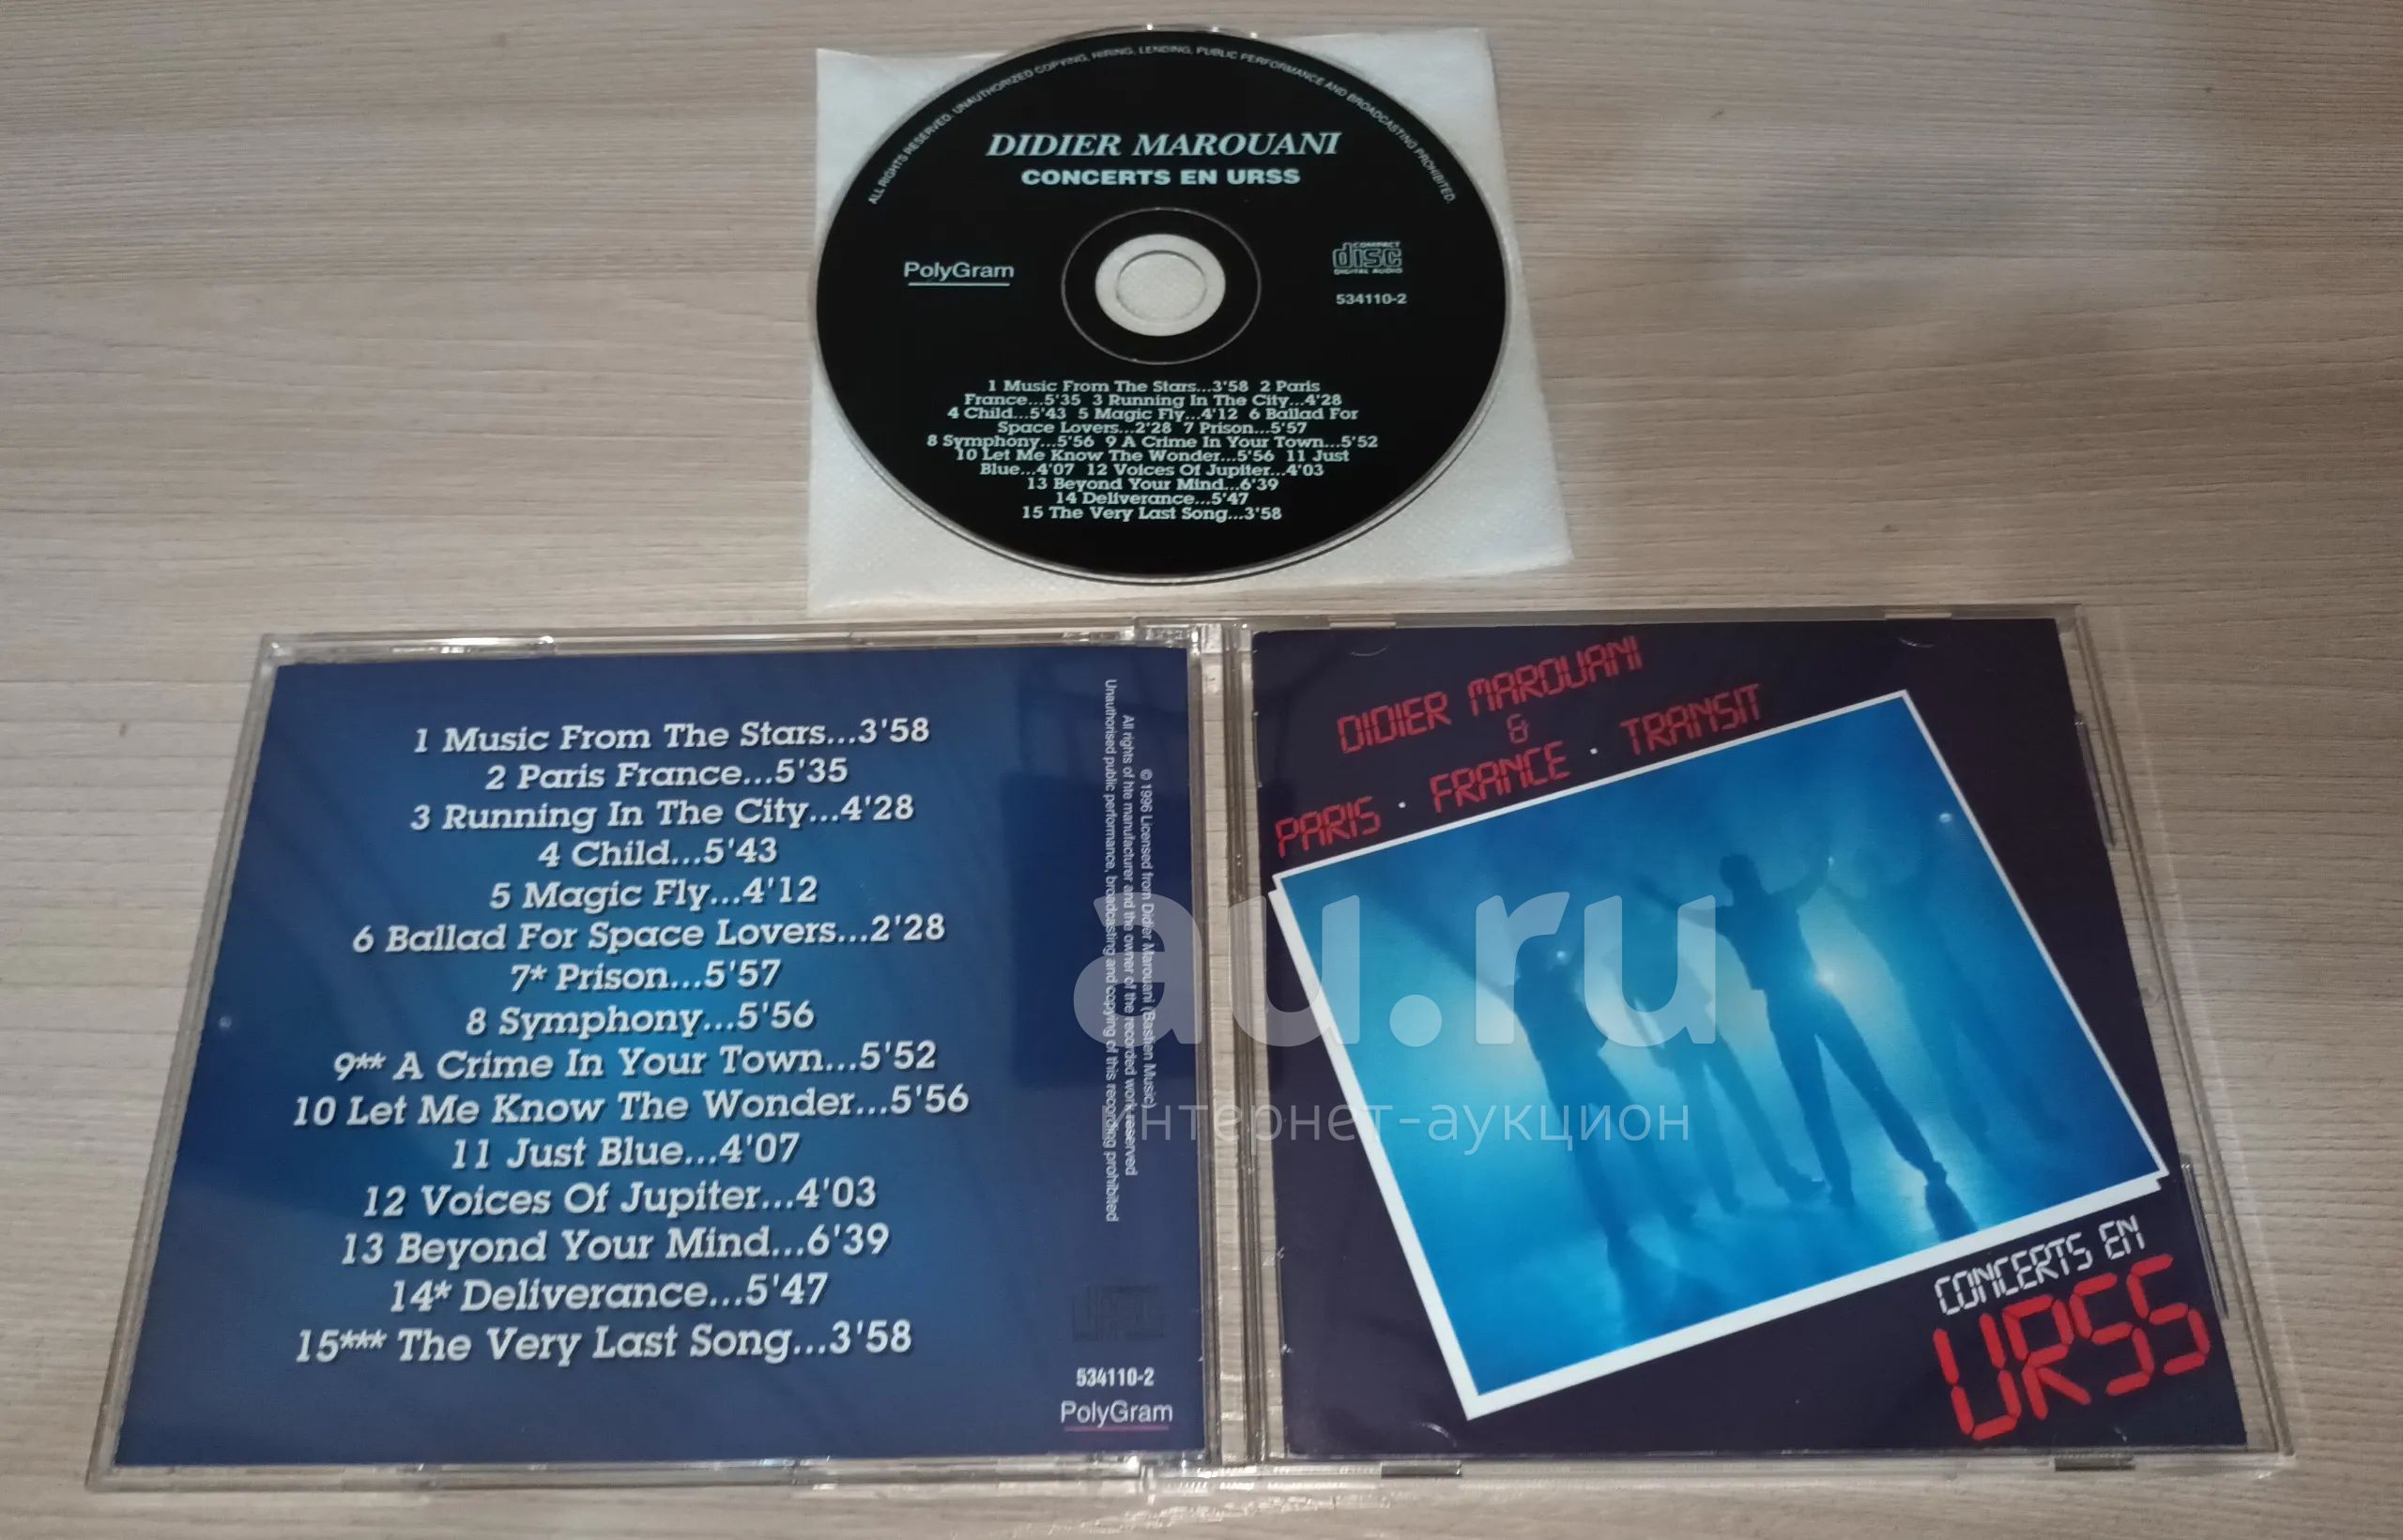 ALL RIGHTS RESERVED. UNAUTHORIZED COPYING, HIRING, LENDING, PUBLIC PERFORMANCE AND BROADCASTING PROHIBITED.
DIDIER MAROUANI
CONCERTS EN URSS
PolyGram
COMPACT
disc
DIGITAL AUDIO
534110-2
1 Music From The Stars...3'58 2 Paris
France...5'35 3 Running In The City...4'28
4 Child...5'43 5 Magic Fly...4'12 6 Ballad For
Space Lovers...2'28 7 Prison...5'57
8 Symphony...5'56 9 A Crime In Your Town...5'52
10 Let Me Know The Wonder...5'56 11 Just
Blue...4'07 12 Voices Of Jupiter...4'03
13 Beyond Your Mind...6'39
14 Deliverance...5'47
15 The Very Last Song...3'58
1 Music From The Stars...3'58
2 Paris France...5'35
3 Running In The City...4'28
4 Child...5'43
5 Magic Fly...4'12
6 Ballad For Space Lovers...2'28
7* Prison...5'57
8 Symphony...5'56
9** A Crime In Your Town...5'52
10 Let Me Know The Wonder...5'56
11 Just Blue...4'07
12 Voices Of Jupiter...4'03
13 Beyond Your Mind...6'39
14* Deliverance...5'47
15*** The Very Last Song...3'58
© 1996 Licensed from Didier Marouani (Bastien Music)
All rights of hte manufacturer and the owner of the recorded work reserved
Unauthorised public performance, broadcasting and copying of this recording prohibited
534110-2
PolyGram
DIDIER MAROUANI
&
PARIS · FRANCE · TRANSIT
CONCERTS EN
URSS
au.ru
интернет-аукцион